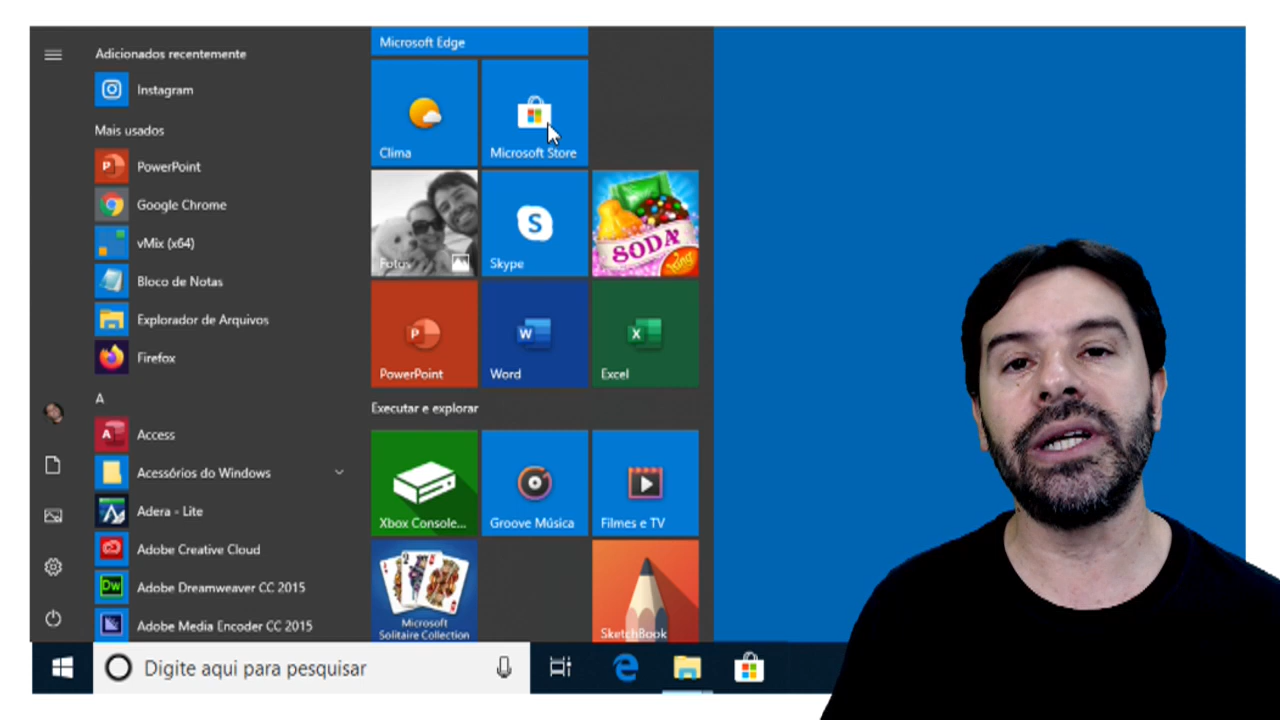 Adicionados recentemente
Instagram
Mais usados
PowerPoint
Google Chrome
vMix (x64)
Bloco de Notas
Explorador de Arquivos
Firefox
A
Access
Acessórios do Windows
Adera - Lite
Adobe Creative Cloud
Adobe Dreamweaver CC 2015
Adobe Media Encoder CC 2015
Microsoft Edge
Clima
Microsoft Store
Fotos
Skype
SODA
King
PowerPoint
Word
Excel
Executar e explorar
Xbox Console...
Groove Música
Filmes e TV
Microsoft
Solitaire Collection
SketchBook
Digite aqui para pesquisar